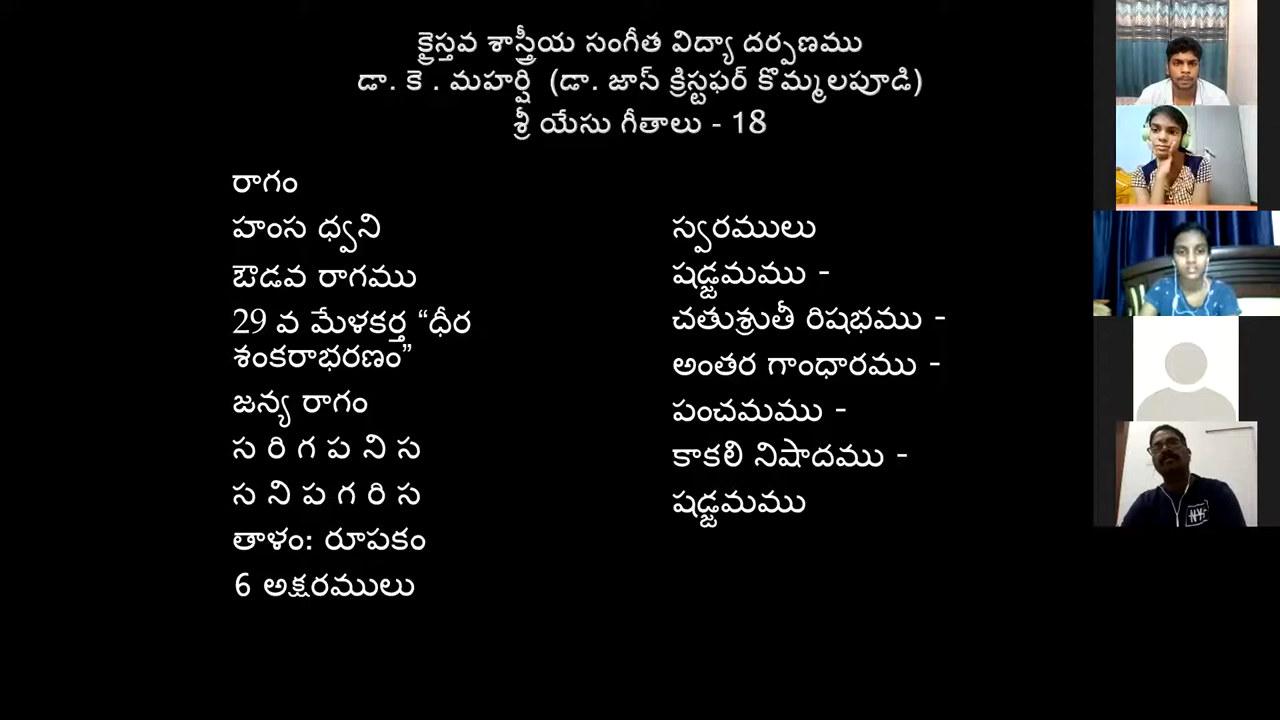 క్రైస్తవ శాస్త్రీయ సంగీత విద్యా దర్పణము
డా. కె . మహర్షి (డా. జాస్ క్రిస్టఫర్ కొమ్మలపూడి)
శ్రీ యేసు గీతాలు - 18
రాగం
హంస ధ్వని
ఔడవ రాగము
29 వ మేళకర్త “ధీర
శంకరాభరణం”
జన్య రాగం
స రి గ ప ని స
స ని ప గ రి స
తాళం: రూపకం
6 అక్షరములు
స్వరములు
షడ్జమము -
చతుశ్రుతీ రిషభము -
అంతర గాంధారము -
పంచమము -
కాకలి నిషాదము -
షడ్జమము